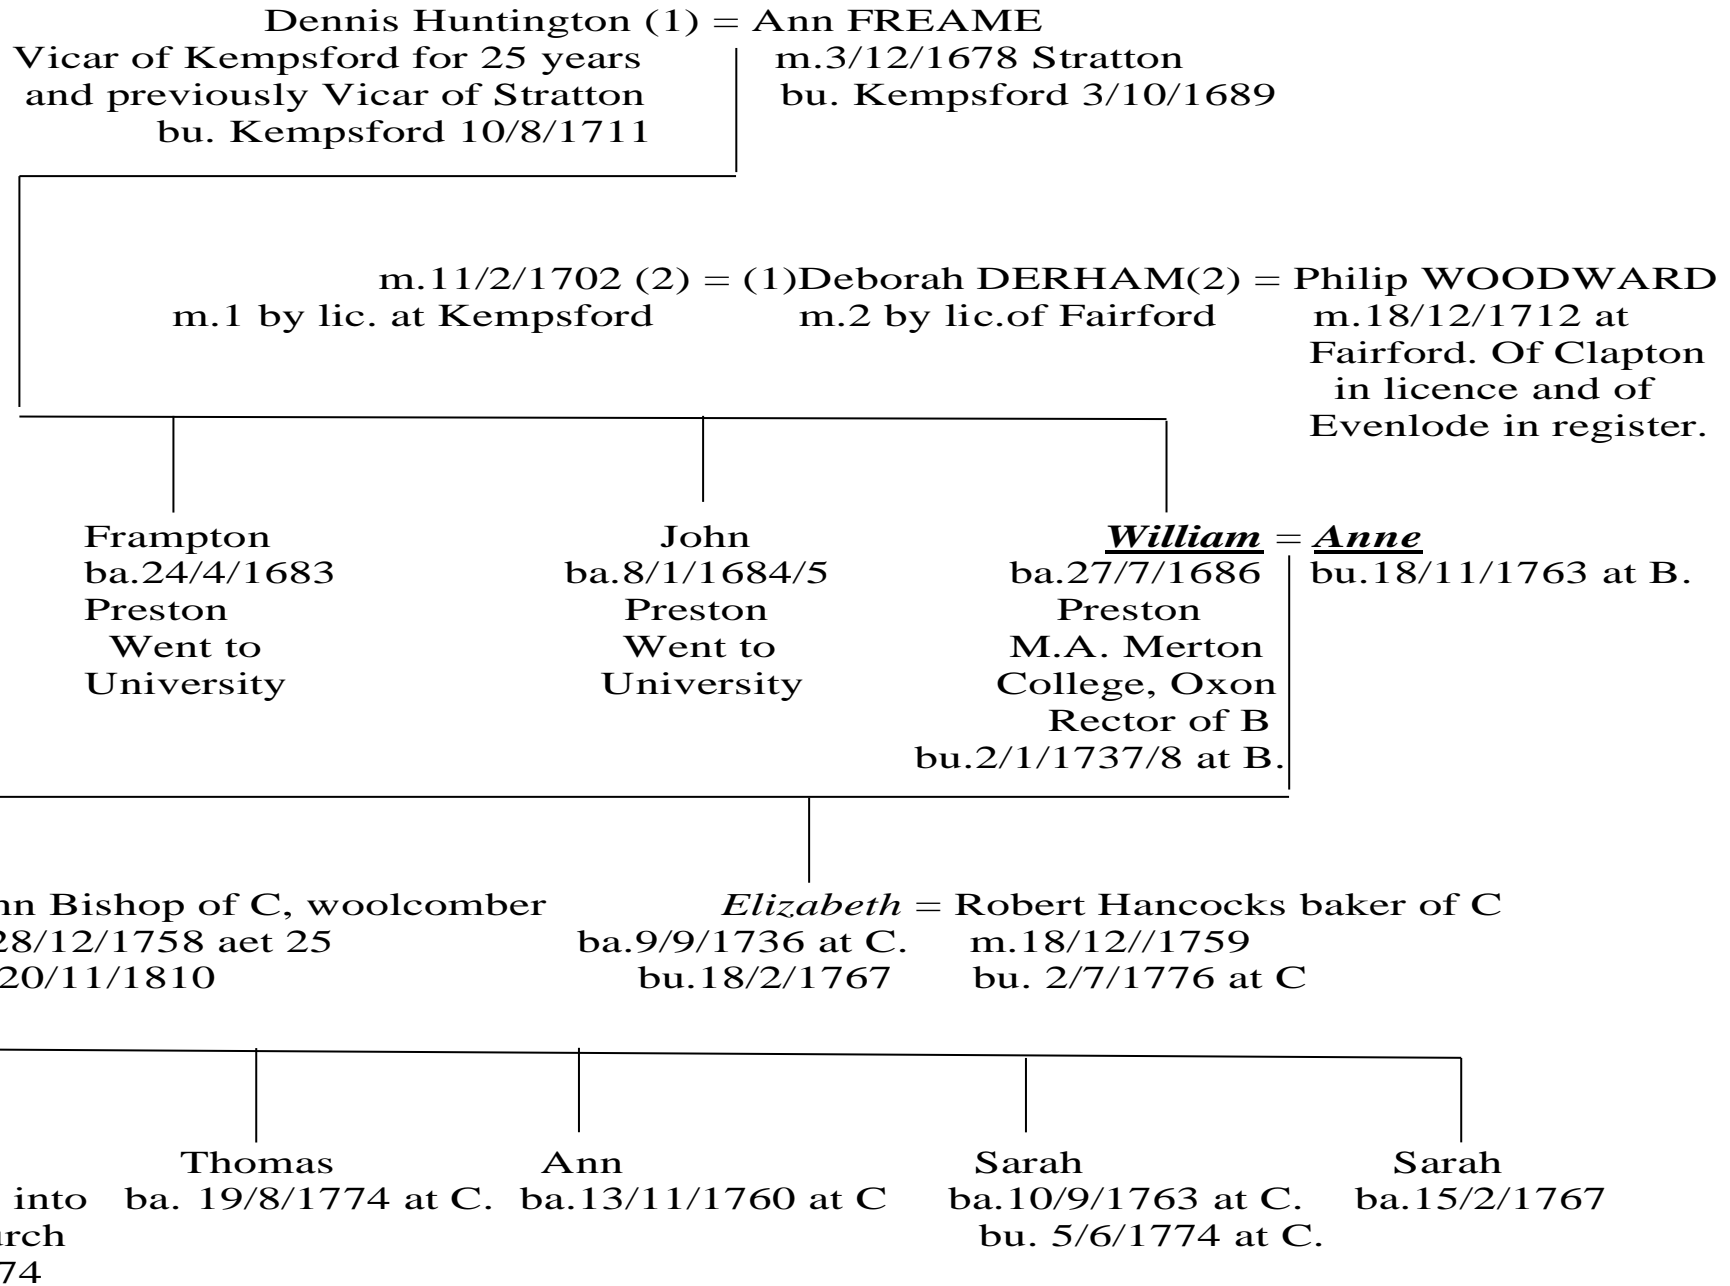 Dennis Huntington (1) = Ann FREAME
Vicar of Kempsford for 25 years m.3/12/1678 Stratton
and previously Vicar of Stratton bu. Kempsford 3/10/1689
bu. Kempsford 10/8/1711
m.11/2/1702 (2) = (1)Deborah DERHAM(2) = Philip WOODWARD
m.1 by lic. at Kempsford m.2 by lic.of Fairford m.18/12/1712 at
Fairford. Of Clapton
in licence and of
Evenlode in register.
Frampton John William = Anne
ba.24/4/1683 ba.8/1/1684/5 ba.27/7/1686 bu.18/11/1763 at B.
Preston Preston Preston
Went to Went to M.A. Merton
University University College, Oxon
Rector of B
bu.2/1/1737/8 at B.
Bishop of C, woolcomber Elizabeth = Robert Hancocks baker of C
28/12/1758 aet 25 ba.9/9/1736 at C. m.18/12//1759
20/11/1810 bu.18/2/1767 bu. 2/7/1776 at C
Thomas Ann Sarah Sarah
into ba. 19/8/1774 at C. ba.13/11/1760 at C ba.10/9/1763 at C. ba.15/2/1767
bu. 5/6/1774 at C.
74